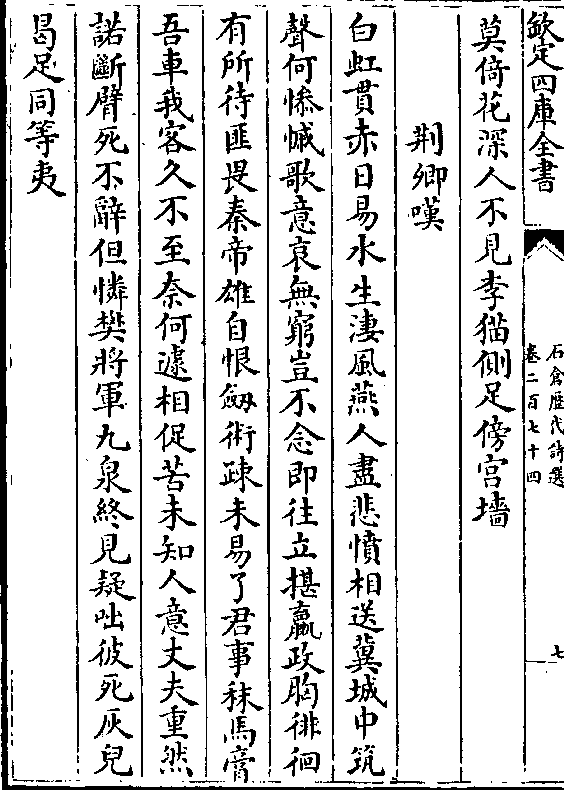 欽定四庫全書
石倉歴代詩選
卷二百七十四
七
莫倚花深人不見李猫側足傍宫墻
荆卿嘆
白虹貫赤日易水生淒風燕人盡悲憤相送冀城中筑
聲何慘慽歌意哀無窮豈不念即往立揕嬴政胸徘徊
有所待匪畏秦帝雄自恨劔術疎未易了君事秣馬膏
吾車我客久不至奈何遽相促苦未知人意丈夫重然
諾斷臂死不辭但憐樊將軍九泉終見疑咄彼死灰兒
曷足同等夷